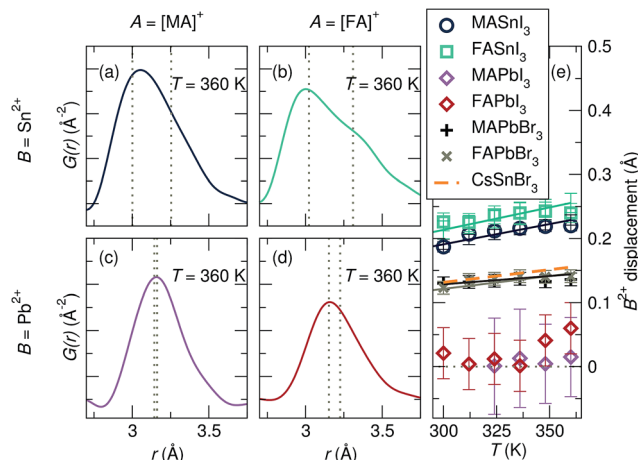 A = [MA]⁺
A = [FA]⁺
B = Sn²⁺
B = Pb²⁺
(a)
T = 360 K
G(r) (Å⁻²)
(b)
T = 360 K
(c)
T = 360 K
G(r) (Å⁻²)
3
3.5
r (Å)
(d)
T = 360 K
3
3.5
r (Å)
MASnI₃
FASnI₃
MAPbI₃
FAPbI₃
MAPbBr₃
FAPbBr₃
CsSnBr₃
(e)
0.5
0.4
0.3
0.2
0.1
0
B²⁺ displacement (Å)
300
325
350
T (K)